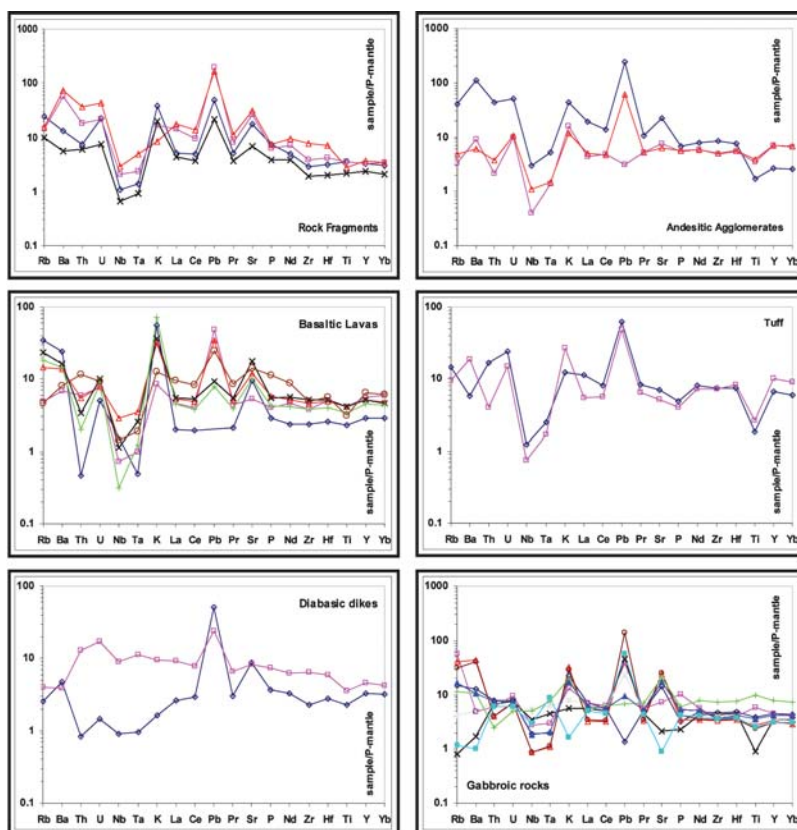 1000
100
10
1
0.1
sample/P-mantle
Rock Fragments
Rb Ba Th U Nb Ta K La Ce Pb Pr Sr P Nd Zr Hf Ti Y Yb
1000
100
10
1
0.1
sample/P-mantle
Andesitic Agglomerates
Rb Ba Th U Nb Ta K La Ce Pb Pr Sr P Nd Zr Hf Ti Y Yb
100
10
1
0.1
Basaltic Lavas
sample/P-mantle
Rb Ba Th U Nb Ta K La Ce Pb Pr Sr P Nd Zr Hf Ti Y Yb
100
10
1
0.1
Tuff
sample/P-mantle
Rb Ba Th U Nb Ta K La Ce Pb Pr Sr P Nd Zr Hf Ti Y Yb
100
10
1
0.1
Diabasic dikes
sample/P-mantle
Rb Ba Th U Nb Ta K La Ce Pb Pr Sr P Nd Zr Hf Ti Y Yb
1000
100
10
1
0.1
sample/P-mantle
Gabbroic rocks
Rb Ba Th U Nb Ta K La Ce Pb Pr Sr P Nd Zr Hf Ti Y Yb